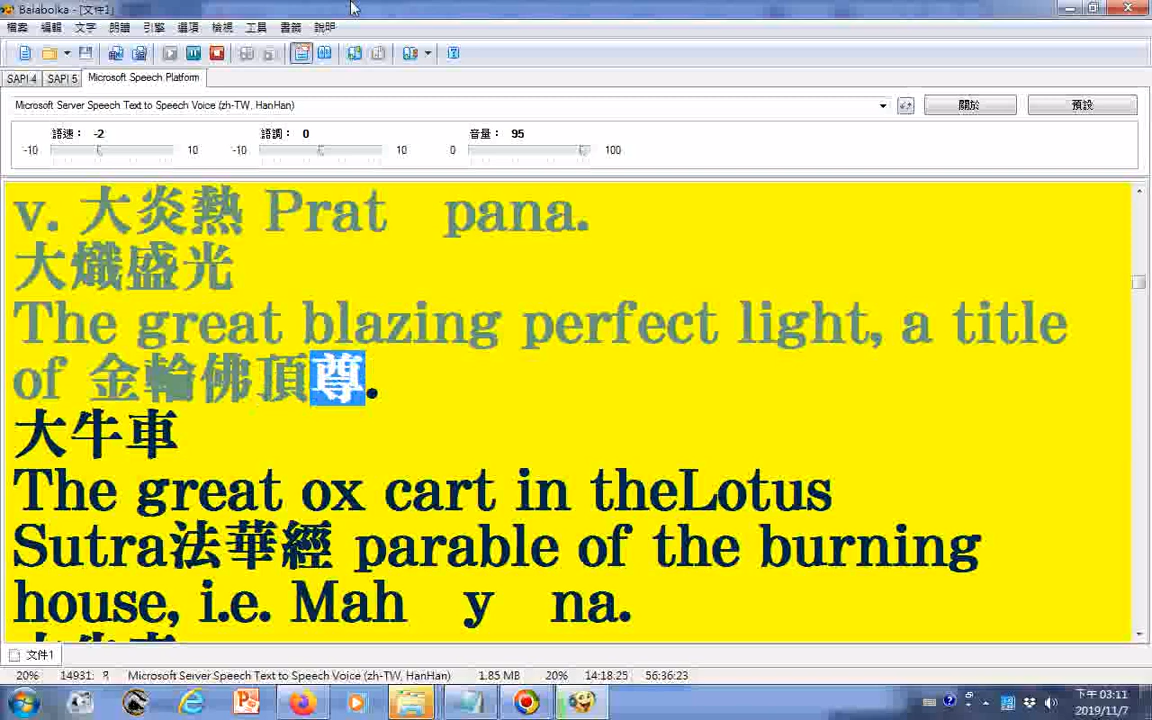 Balabolka - [文件1]
檔案 編輯 文字 朗讀 引擎 選項 檢視 工具 書籤 說明
SAPI 4 SAPI 5 Microsoft Speech Platform
Microsoft Server Speech Text to Speech Voice (zh-TW, HanHan) 關於 預設
語速： -2 語調： 0 音量： 95
-10 10 -10 10 0 100
v. 大炎熱 Prat pana.
大熾盛光
The great blazing perfect light, a title
of 金輪佛頂尊.
大牛車
The great ox cart in theLotus
Sutra法華經 parable of the burning
house, i.e. Mah y na.
大牛車
文件1
20% 14931: ? Microsoft Server Speech Text to Speech Voice (zh-TW, HanHan) 1.85 MB 20% 14:18.25 56:36:23
下午 03:11
2019/11/7